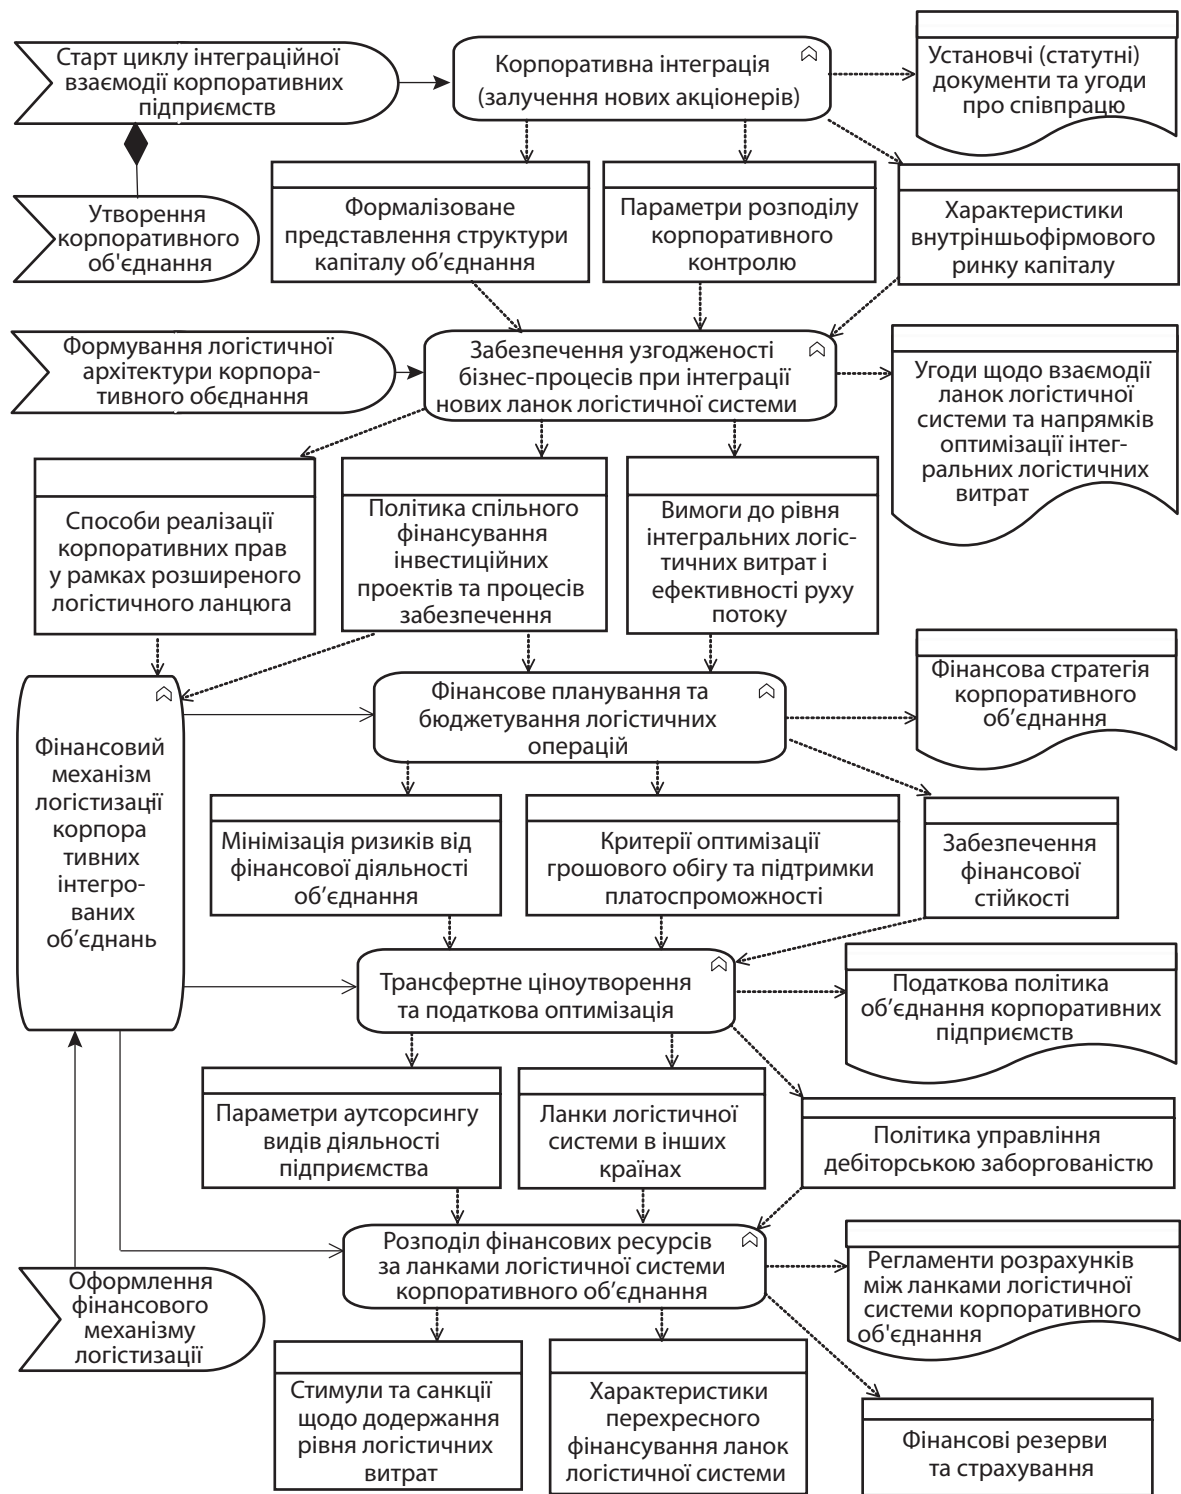 Старт циклу інтеграційної
взаємодії корпоративних
підприємств
Корпоративна інтеграція
(залучення нових акціонерів)
Установчі (статутні)
документи та угоди
про співпрацю
Утворення
корпоративного
об'єднання
Формалізоване
представлення структури
капіталу об’єднання
Параметри розподілу
корпоративного
контролю
Характеристики
внутріншьофірмового
ринку капіталу
Формування логістичної
архітектури корпора-
тивного обєднання
Забезпечення узгодженості
бізнес-процесів при інтеграції
нових ланок логістичної системи
Угоди щодо взаємодії
ланок логістичної
системи та напрямків
оптимізації інтег-
ральних логістичних
витрат
Способи реалізації
корпоративних прав
у рамках розширеного
логістичного ланцюга
Політика спільного
фінансування
інвестиційних
проектів та процесів
забезпечення
Вимоги до рівня
інтегральних логіс-
тичних витрат і
ефективності руху
потоку
Фінансовий
механізм
логістизації
корпора
тивних
інтегро-
ваних
об’єднань
Фінансове планування та
бюджетування логістичних
операцій
Фінансова стратегія
корпоративного
об’єднання
Мінімізація ризиків від
фінансової діяльності
об’єднання
Критерії оптимізації
грошового обігу та підтримки
платоспроможності
Забезпечення
фінансової
стійкості
Трансфертне ціноутворення
та податкова оптимізація
Податкова політика
об’єднання корпоративних
підприємств
Параметри аутсорсингу
видів діяльності
підприємства
Ланки логістичної
системи в інших
країнах
Політика управління
дебіторською заборгованістю
Оформлення
фінансового
механізму
логістизації
Розподіл фінансових ресурсів
за ланками логістичної системи
корпоративного об’єднання
Регламенти розрахунків
між ланками логістичної
системи корпоративного
об'єднання
Стимули та санкції
щодо додержання
рівня логістичних
витрат
Характеристики
перехресного
фінансування ланок
логістичної системи
Фінансові резерви
та страхування